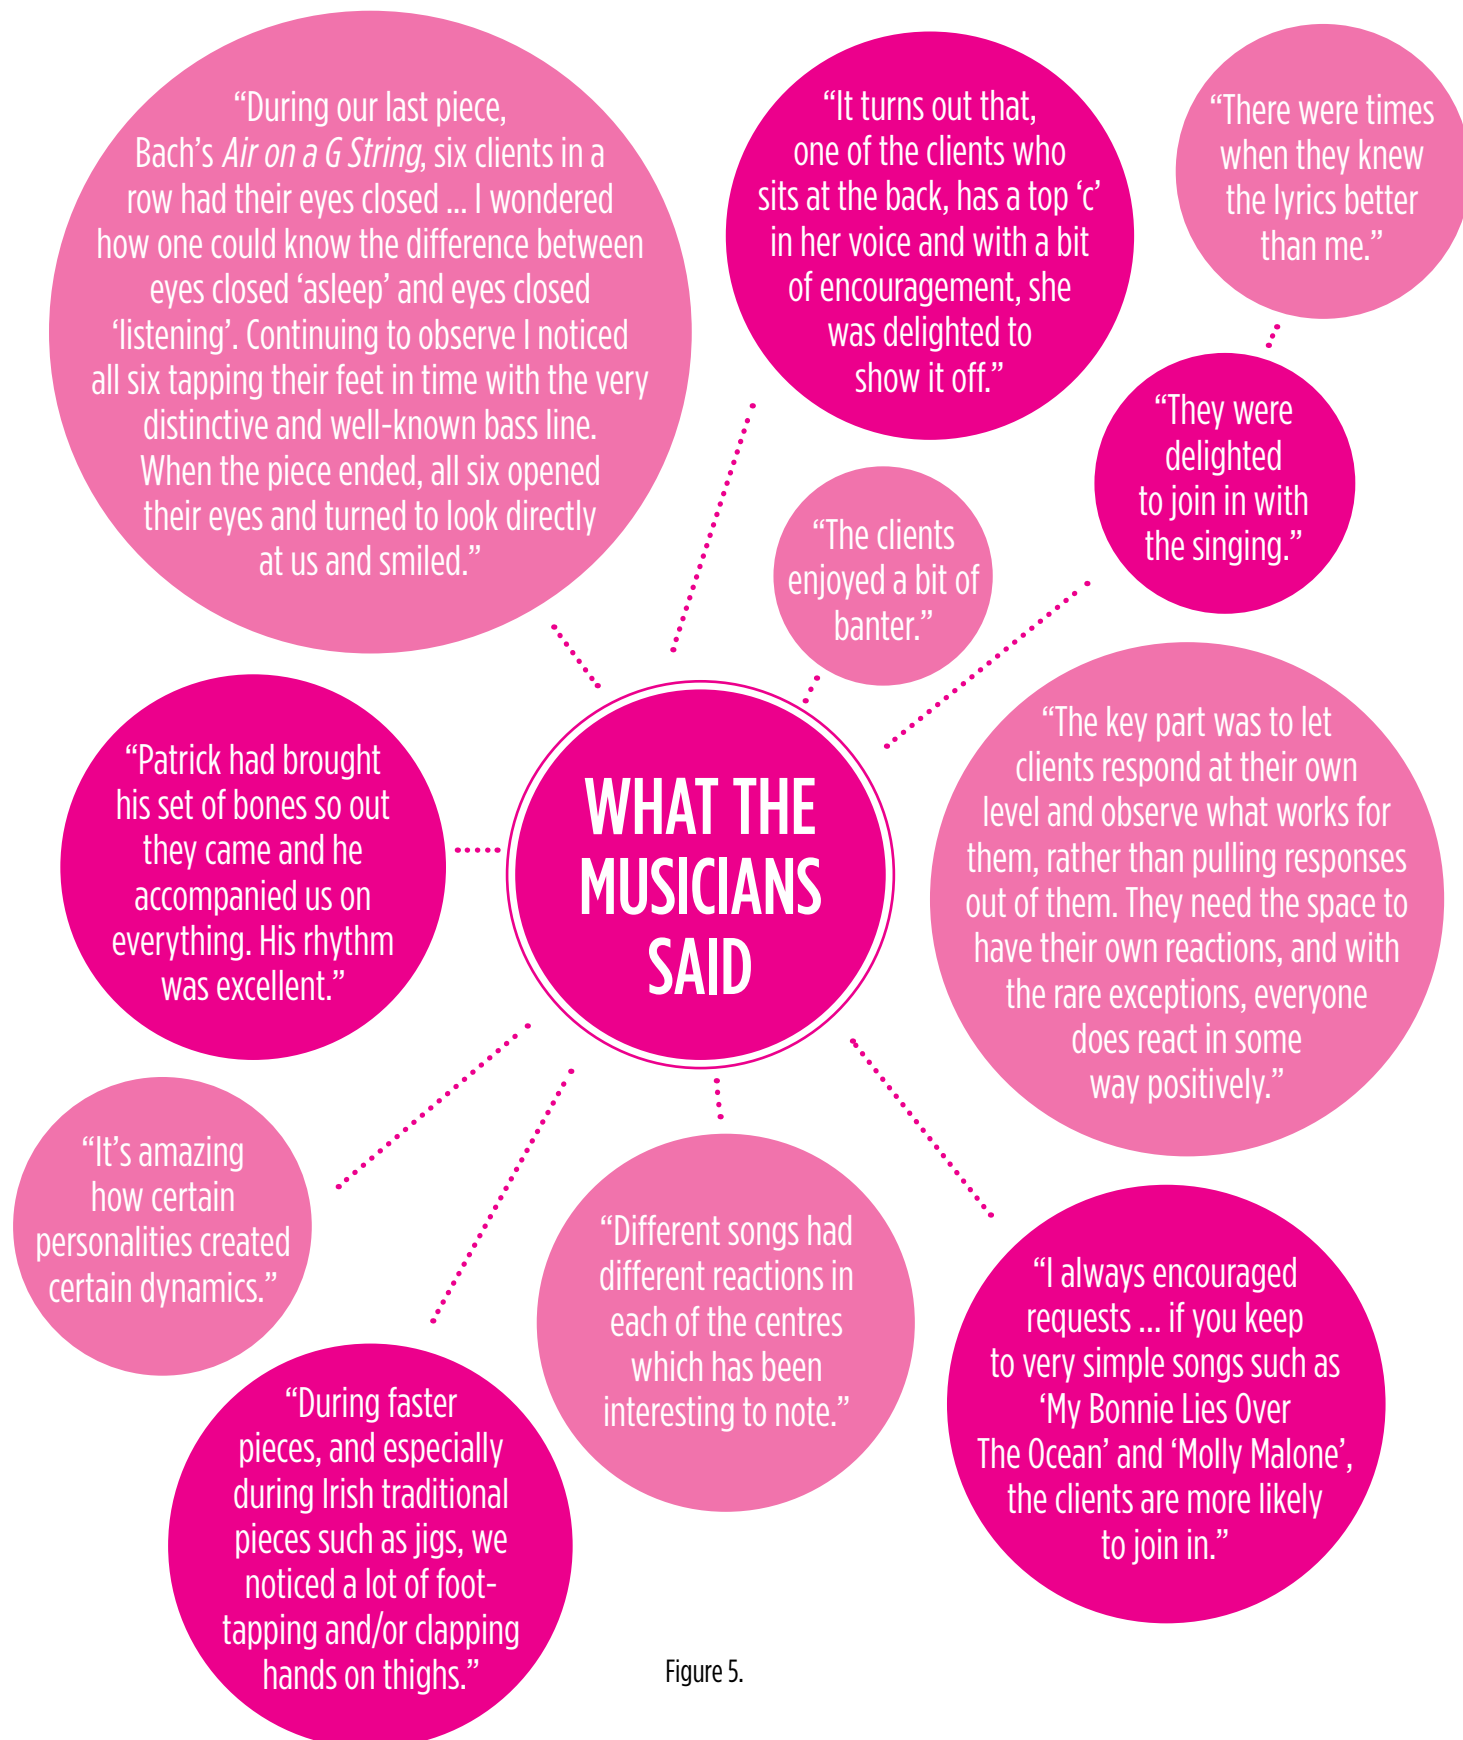 “During our last piece,
Bach’s Air on a G String, six clients in a
row had their eyes closed ... I wondered
how one could know the difference between
eyes closed ‘asleep’ and eyes closed
‘listening’. Continuing to observe I noticed
all six tapping their feet in time with the very
distinctive and well-known bass line.
When the piece ended, all six opened
their eyes and turned to look directly
at us and smiled.”
“It turns out that,
one of the clients who
sits at the back, has a top ‘c’
in her voice and with a bit
of encouragement, she
was delighted to
show it off.”
“There were times
when they knew
the lyrics better
than me.”
“They were
delighted
to join in with
the singing.”
“The clients
enjoyed a bit of
banter.”
“Patrick had brought
his set of bones so out
they came and he
accompanied us on
everything. His rhythm
was excellent.”
WHAT THE
MUSICIANS
SAID
“The key part was to let
clients respond at their own
level and observe what works for
them, rather than pulling responses
out of them. They need the space to
have their own reactions, and with
the rare exceptions, everyone
does react in some
way positively.”
“It’s amazing
how certain
personalities created
certain dynamics.”
“Different songs had
different reactions in
each of the centres
which has been
interesting to note.”
“I always encouraged
requests ... if you keep
to very simple songs such as
‘My Bonnie Lies Over
The Ocean’ and ‘Molly Malone’,
the clients are more likely
to join in.”
“During faster
pieces, and especially
during Irish traditional
pieces such as jigs, we
noticed a lot of foot-
tapping and/or clapping
hands on thighs.”
Figure 5.